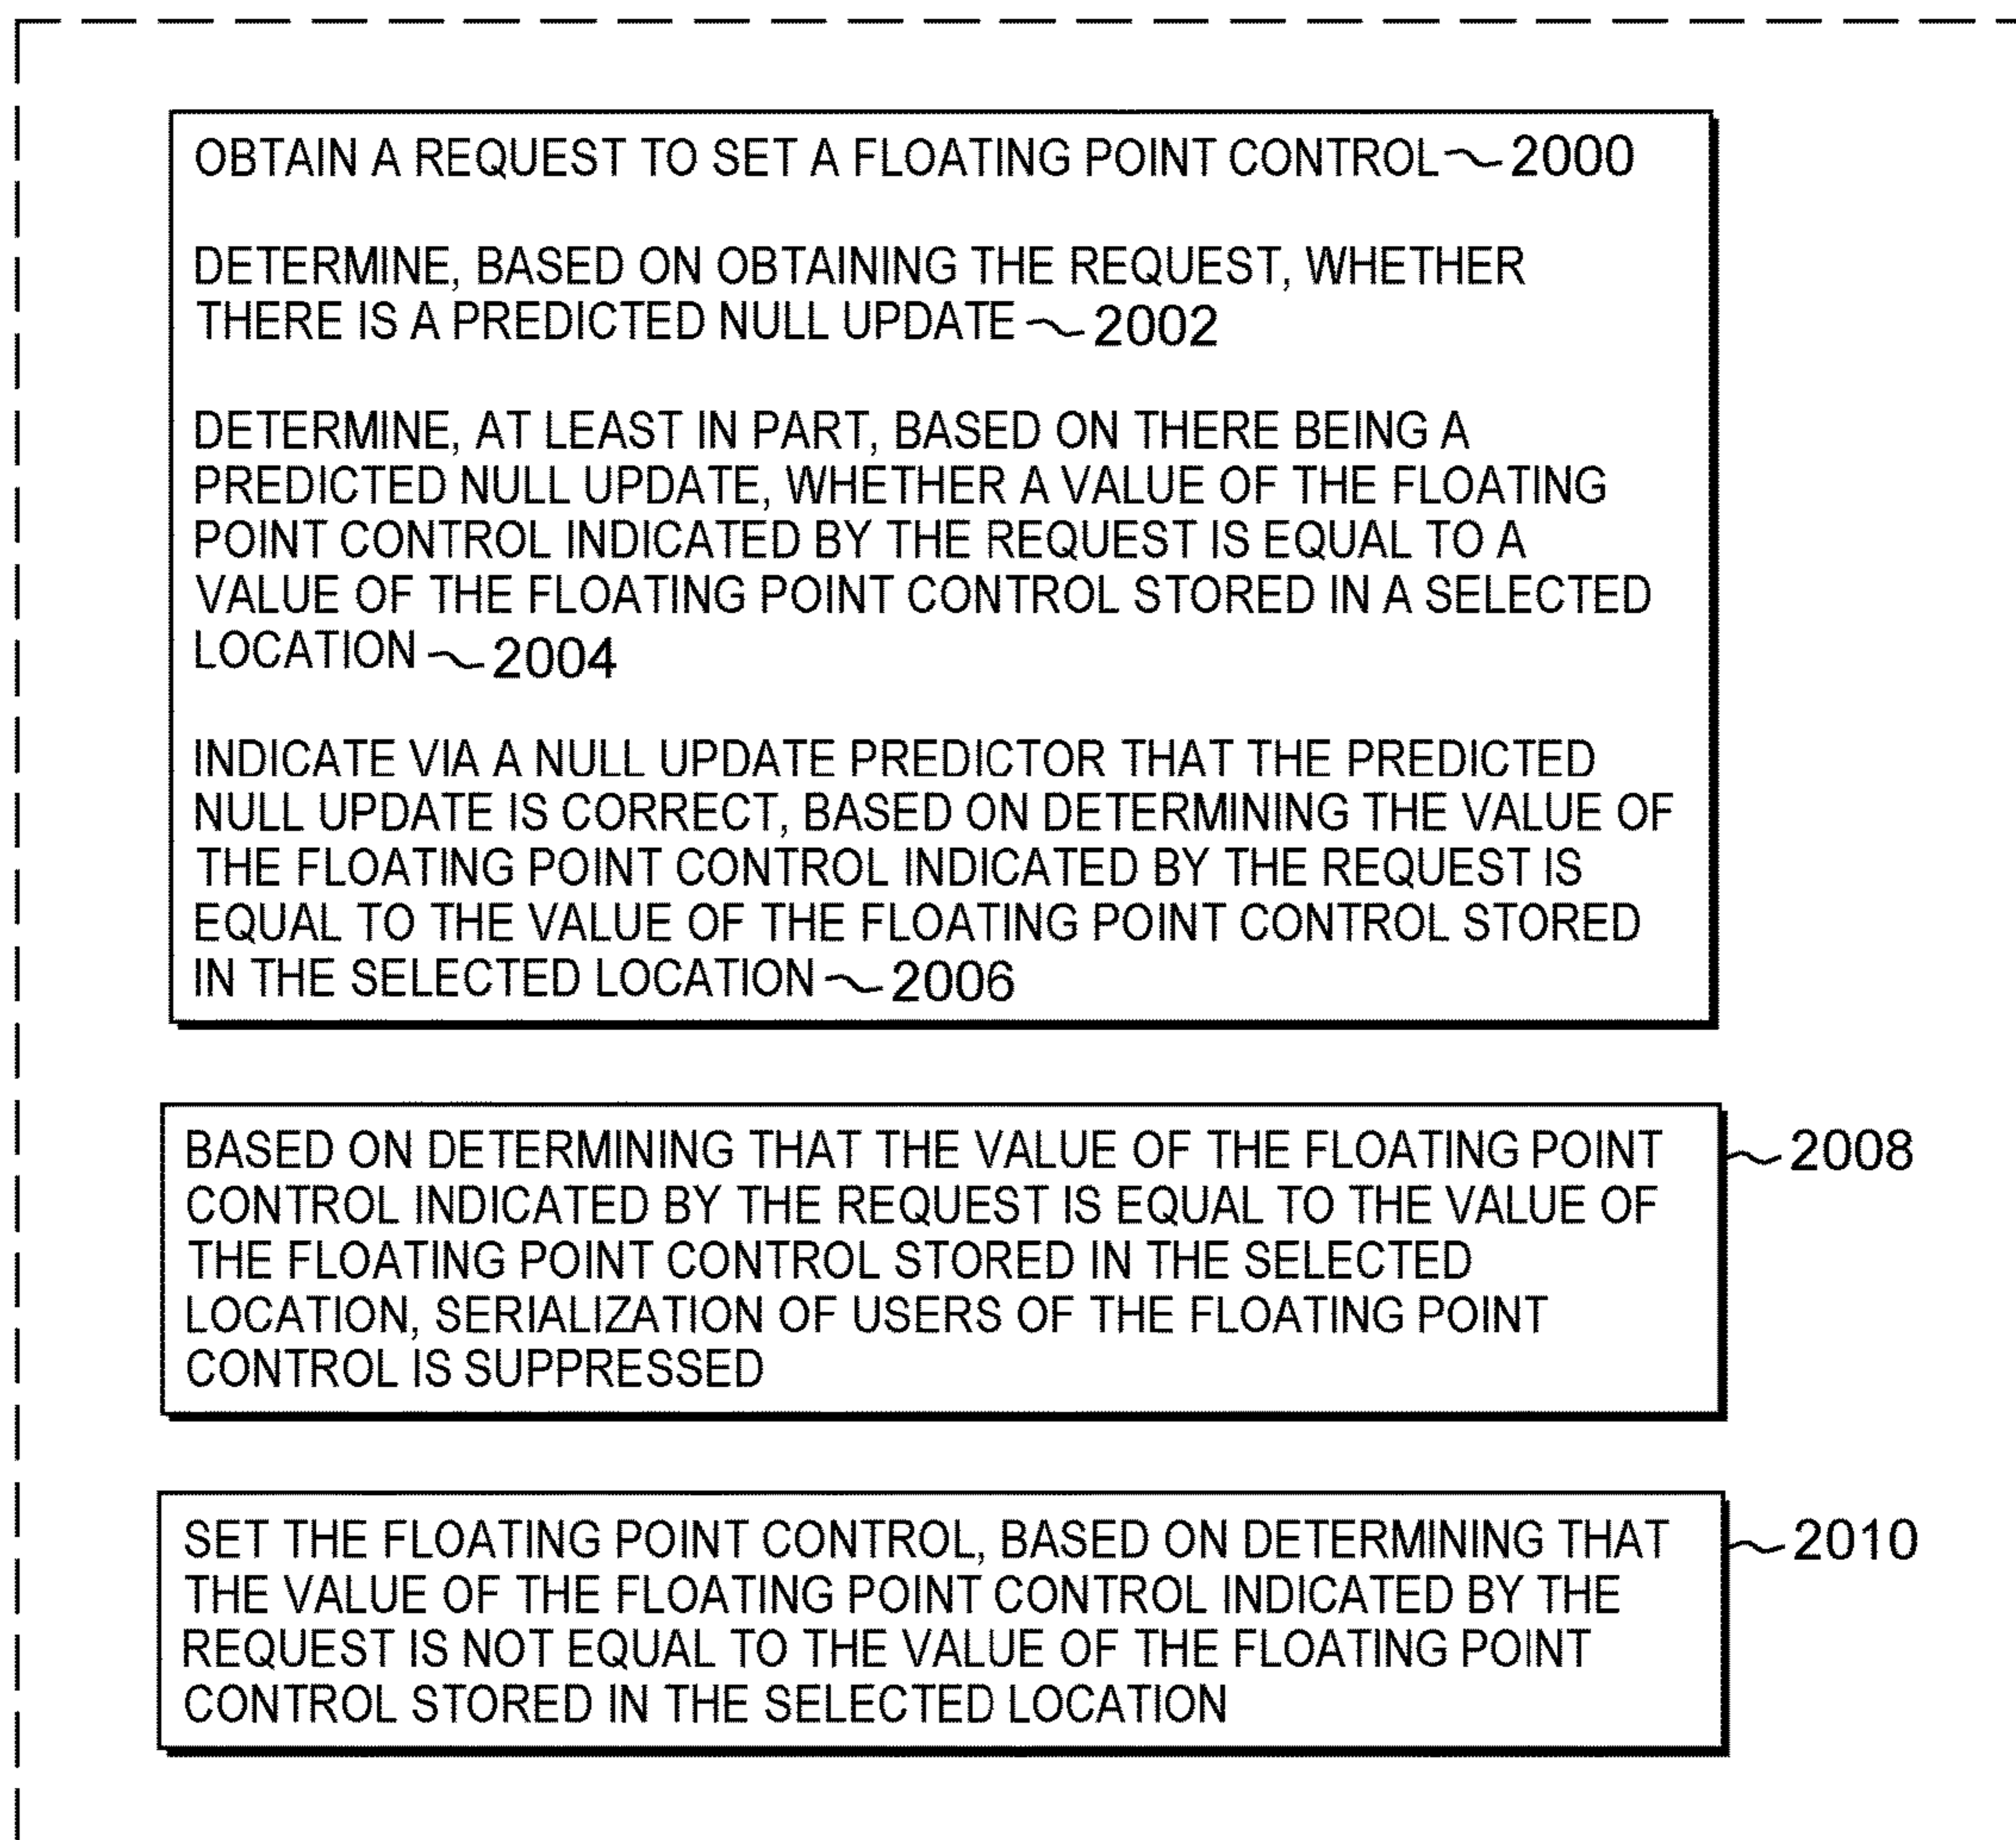 OBTAIN A REQUEST TO SET A FLOATING POINT CONTROL 2000
DETERMINE, BASED ON OBTAINING THE REQUEST, WHETHER
THERE IS A PREDICTED NULL UPDATE 2002
DETERMINE, AT LEAST IN PART, BASED ON THERE BEING A
PREDICTED NULL UPDATE, WHETHER A VALUE OF THE FLOATING
POINT CONTROL INDICATED BY THE REQUEST IS EQUAL TO A
VALUE OF THE FLOATING POINT CONTROL STORED IN A SELECTED
LOCATION 2004
INDICATE VIA A NULL UPDATE PREDICTOR THAT THE PREDICTED
NULL UPDATE IS CORRECT, BASED ON DETERMINING THE VALUE OF
THE FLOATING POINT CONTROL INDICATED BY THE REQUEST IS
EQUAL TO THE VALUE OF THE FLOATING POINT CONTROL STORED
IN THE SELECTED LOCATION 2006
BASED ON DETERMINING THAT THE VALUE OF THE FLOATING POINT 2008
CONTROL INDICATED BY THE REQUEST IS EQUAL TO THE VALUE OF
THE FLOATING POINT CONTROL STORED IN THE SELECTED
LOCATION, SERIALIZATION OF USERS OF THE FLOATING POINT
CONTROL IS SUPPRESSED
SET THE FLOATING POINT CONTROL, BASED ON DETERMINING THAT 2010
THE VALUE OF THE FLOATING POINT CONTROL INDICATED BY THE
REQUEST IS NOT EQUAL TO THE VALUE OF THE FLOATING POINT
CONTROL STORED IN THE SELECTED LOCATION